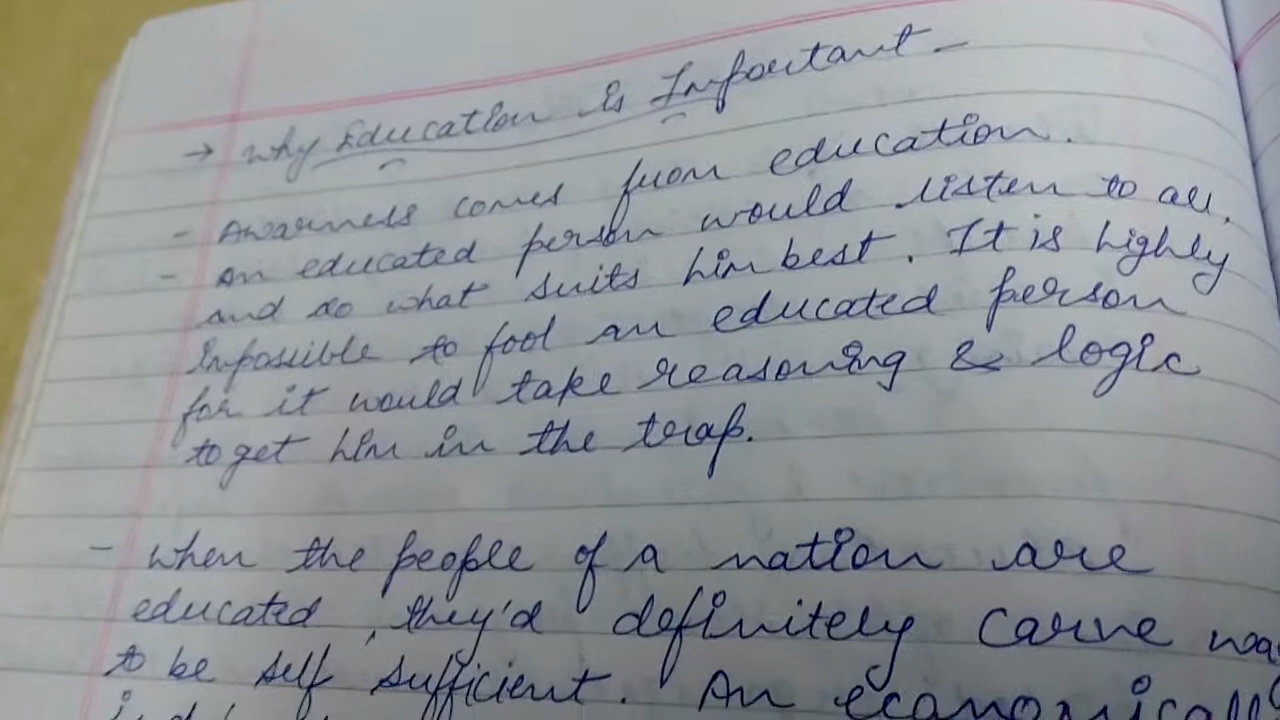 → Why Education is Important -
- Awarness comes from education.
- An educated person would listen to all,
and do what suits him best. It is highly
impossible to fool an educated person
for it would take reasoning & logic
to get him in the trap.
- When the people of a nation are
educated, they'd definitely carve
to be self sufficient. An economicall